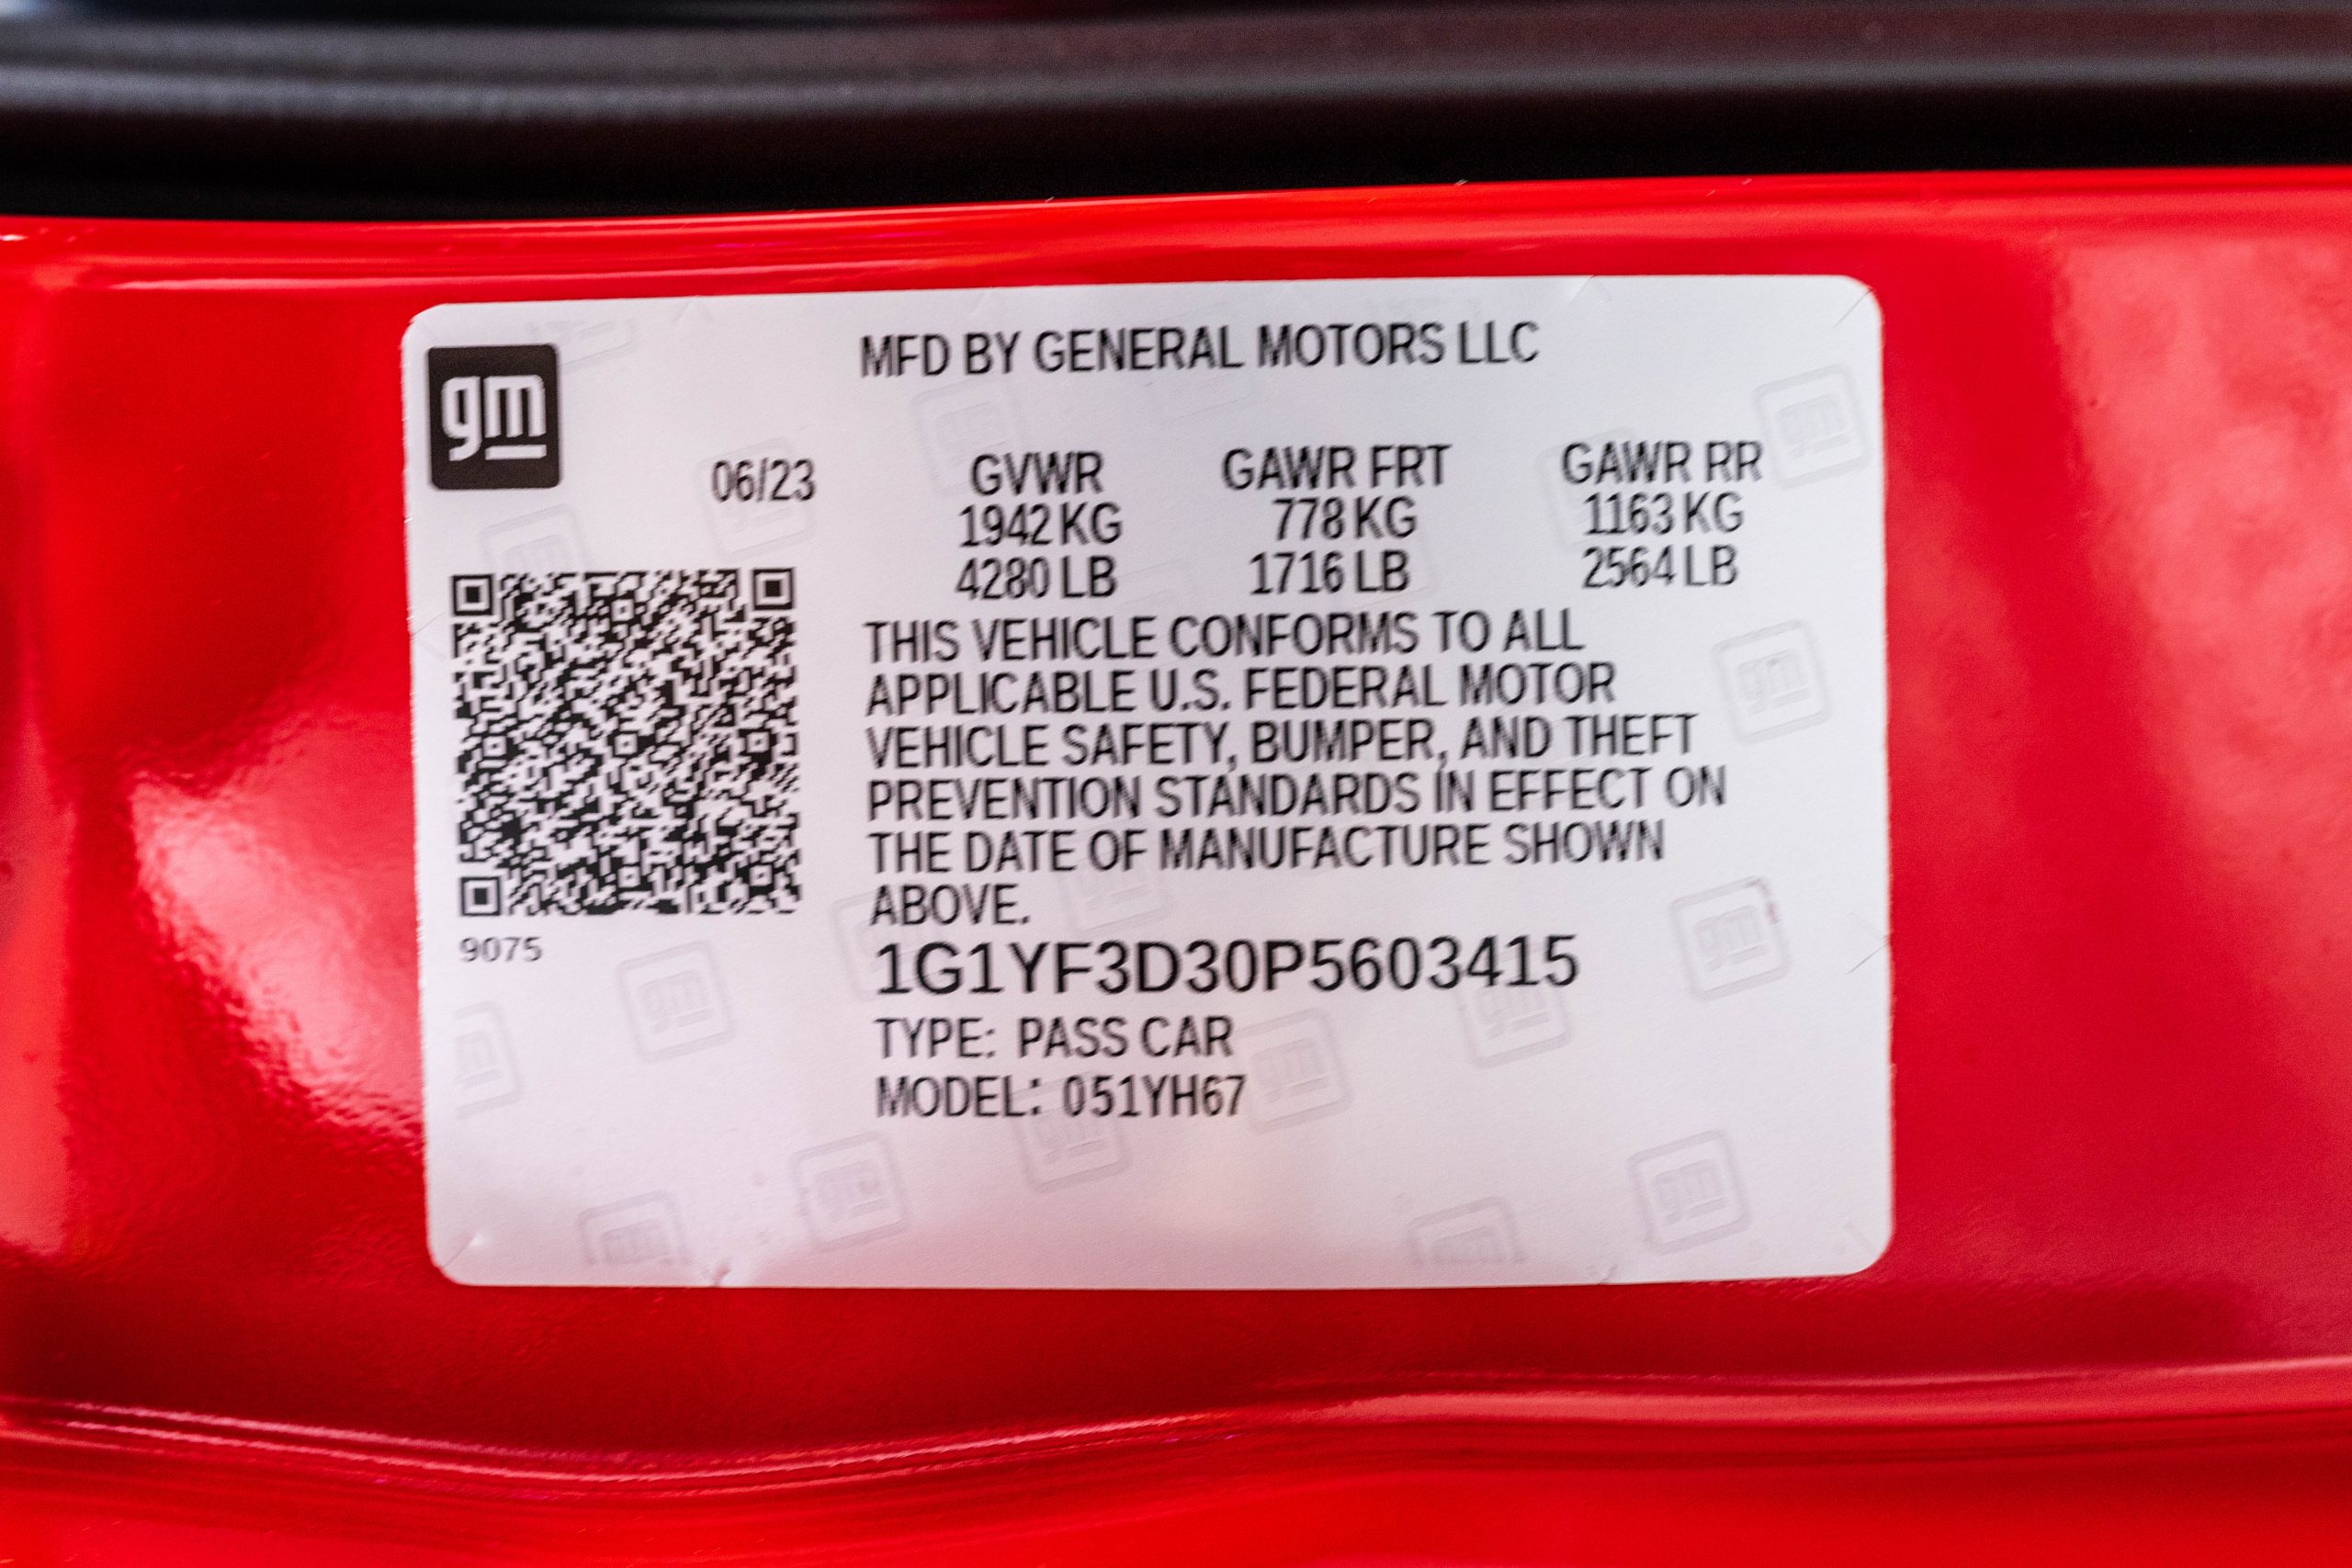 gm
MFD BY GENERAL MOTORS LLC
06/23 GVWR GAWR FRT GAWR RR
1942 KG 778 KG 1163 KG
4280 LB 1716 LB 2564 LB
THIS VEHICLE CONFORMS TO ALL
APPLICABLE U.S. FEDERAL MOTOR
VEHICLE SAFETY, BUMPER, AND THEFT
PREVENTION STANDARDS IN EFFECT ON
THE DATE OF MANUFACTURE SHOWN
ABOVE.
9075
1G1YF3D30P5603415
TYPE: PASS CAR
MODEL: 051YH67